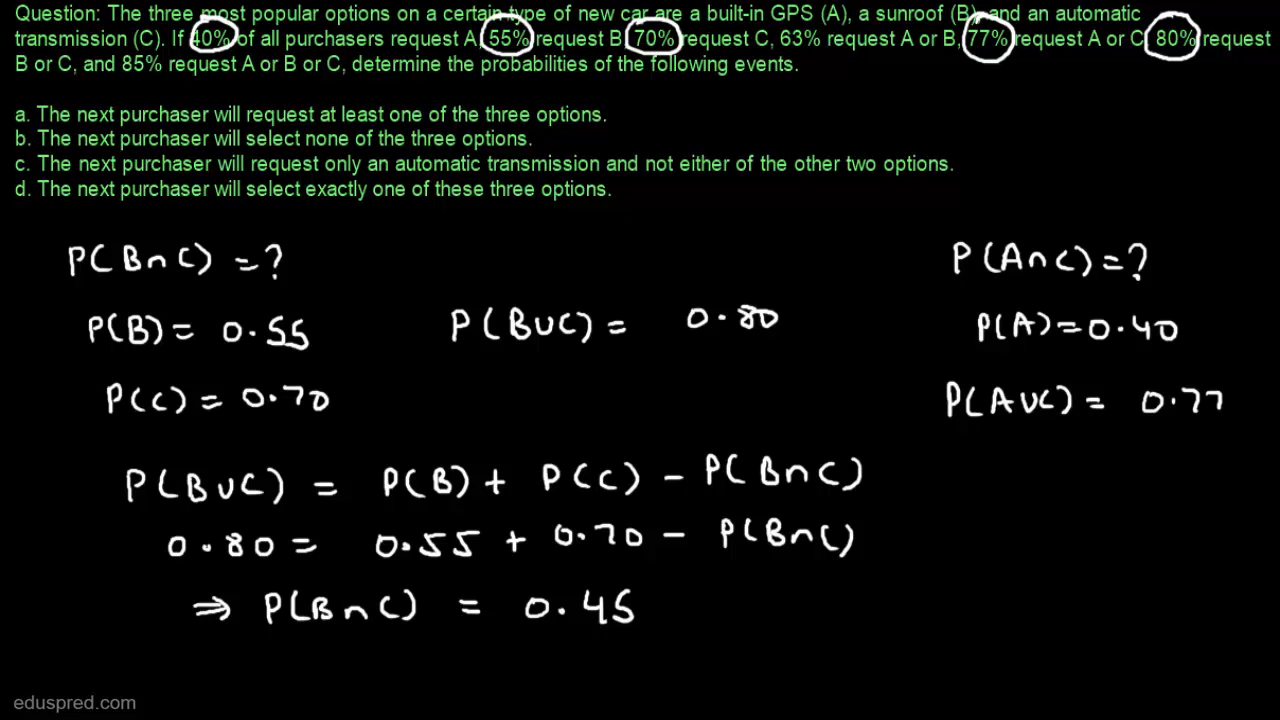 Question: The three most popular options on a certain type of new car are a built-in GPS (A), a sunroof (B), and an automatic
transmission (C). If 40% of all purchasers request A, 55% request B, 70% request C, 63% request A or B, 77% request A or C, 80% request
B or C, and 85% request A or B or C, determine the probabilities of the following events.
a. The next purchaser will request at least one of the three options.
b. The next purchaser will select none of the three options.
c. The next purchaser will request only an automatic transmission and not either of the other two options.
d. The next purchaser will select exactly one of these three options.
P(B∩C) = ?
P(A∩C) = ?
P(B) = 0.55
P(B∪C) = 0.80
P(A) = 0.40
P(C) = 0.70
P(A∪C) = 0.77
P(B∪C) = P(B) + P(C) - P(B∩C)
0.80 = 0.55 + 0.70 - P(B∩C)
⇒ P(B∩C) = 0.45
eduspred.com